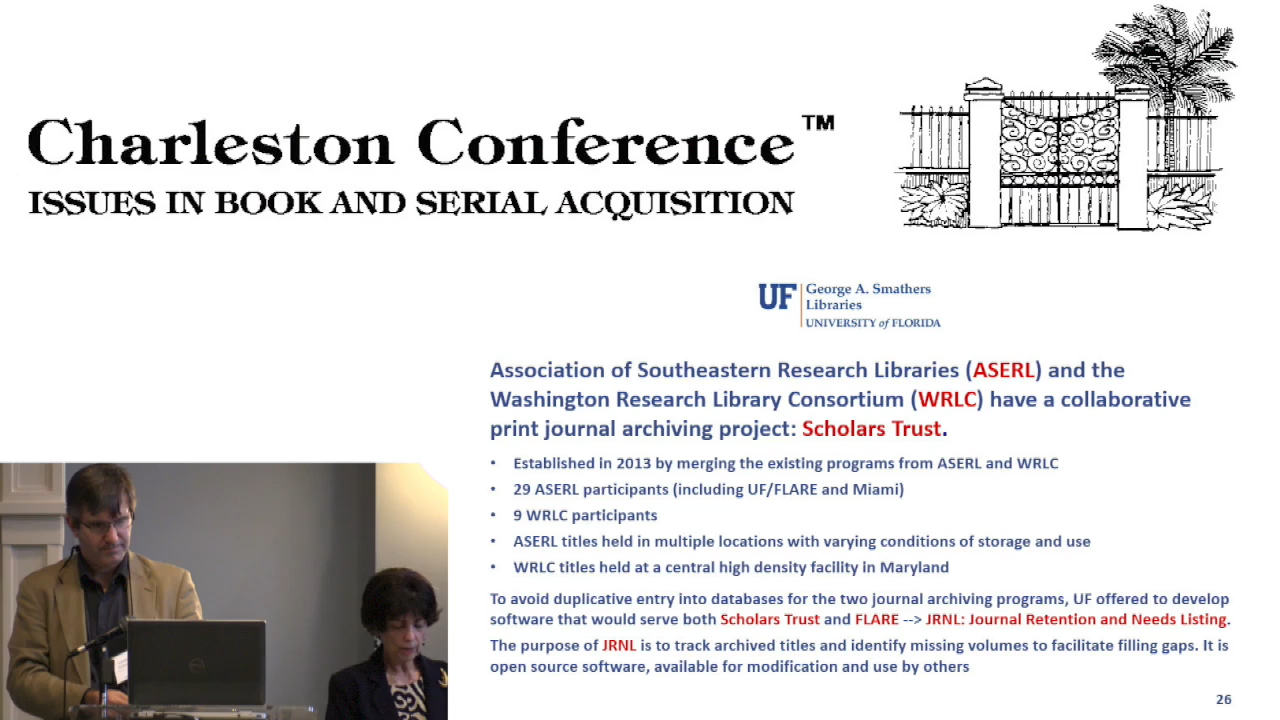 Charleston Conference™
ISSUES IN BOOK AND SERIAL ACQUISITION
UF George A. Smathers
Libraries
UNIVERSITY of FLORIDA
Association of Southeastern Research Libraries (ASERL) and the
Washington Research Library Consortium (WRLC) have a collaborative
print journal archiving project: Scholars Trust.
• Established in 2013 by merging the existing programs from ASERL and WRLC
• 29 ASERL participants (including UF/FLARE and Miami)
• 9 WRLC participants
• ASERL titles held in multiple locations with varying conditions of storage and use
• WRLC titles held at a central high density facility in Maryland
To avoid duplicative entry into databases for the two journal archiving programs, UF offered to develop
software that would serve both Scholars Trust and FLARE --> JRNL: Journal Retention and Needs Listing.
The purpose of JRNL is to track archived titles and identify missing volumes to facilitate filling gaps. It is
open source software, available for modification and use by others
26